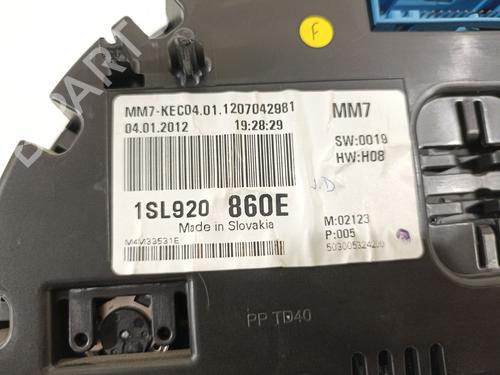 F
MM7-KEC04.01.1207042981
MM7
04.01.2012 19:28:29
SW:0019
HW:H08
1SL920 860E
Made in Slovakia
M:02123
P:005
M4M33531E
503005324200
PP TD40